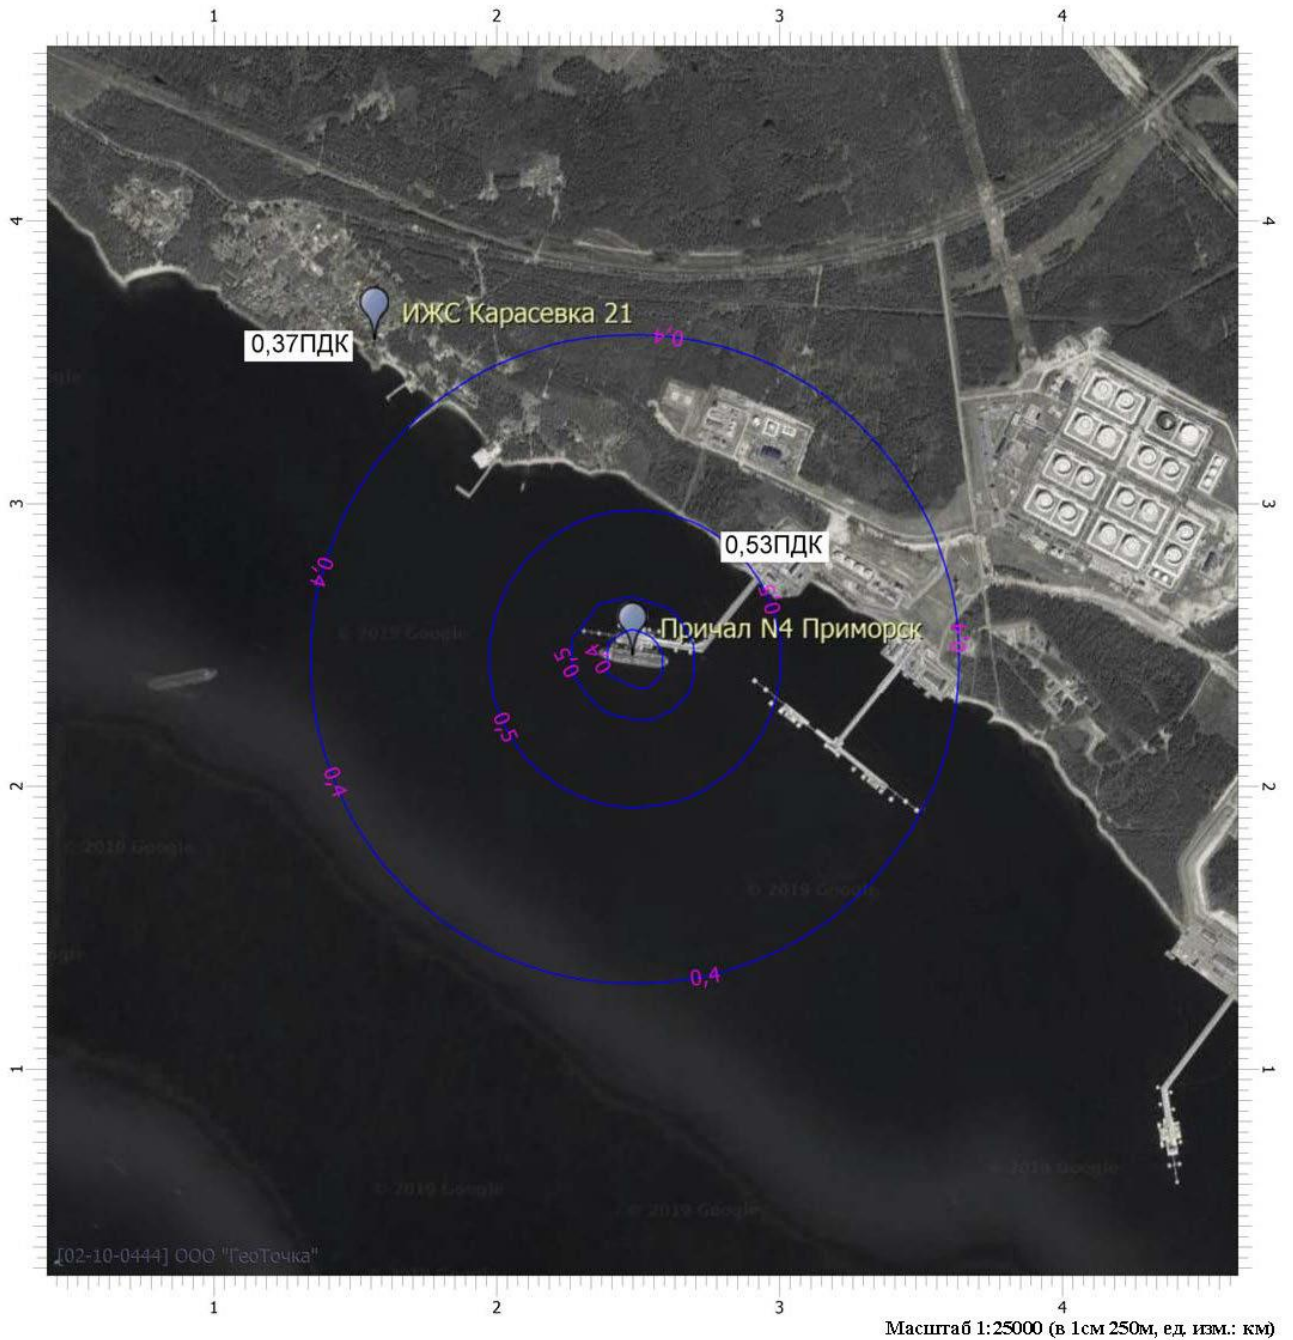 1 2 3 4
4 4
ИЖС Карасевка 21
0,4
0,37ПДК
3 3
0,53ПДК
0,4
0,5
© 2019 Google
Причал N4 Приморск
0,4
0,5
0,4
0,5
0,4
2 2
2019 Google
© 2019 Google
0,4
1 1
2019 Google
© 2019 Google
© 2019 Google
[02-10-0444] ООО "ГеоТочка"
1 2 3 4
Масштаб 1:25000 (в 1см 250м, ед. изм.: км)